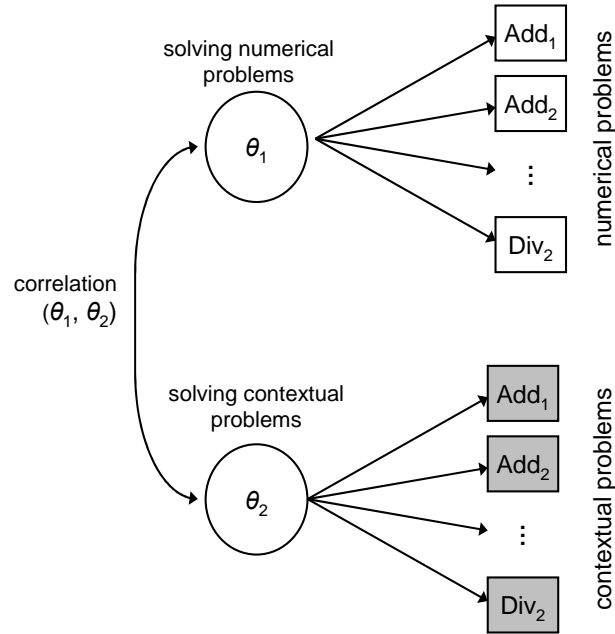 solving numerical
problems
θ1
Add1
Add2
...
Div2
numerical problems
correlation
(θ1, θ2)
solving contextual
problems
θ2
Add1
Add2
...
Div2
contextual problems